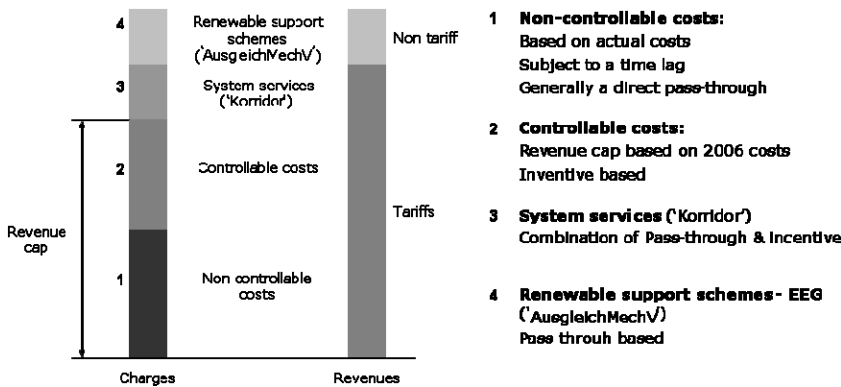 4
Renewable support
schemes
('AusgleichMechV')
Non tariff
3
System services
('Korridor')
2
Controllable costs
Tariffs
Revenue
cap
1
Non controllable
costs
Charges
Revenues
1 Non-controllable costs:
Based on actual costs
Subject to a time lag
Generally a direct pass-through
2 Controllable costs:
Revenue cap based on 2006 costs
Inventive based
3 System services ('Korridor')
Combination of Pass-through & Incentive
4 Renewable support schemes - EEG
('AusgleichMechV')
Pass throuh based